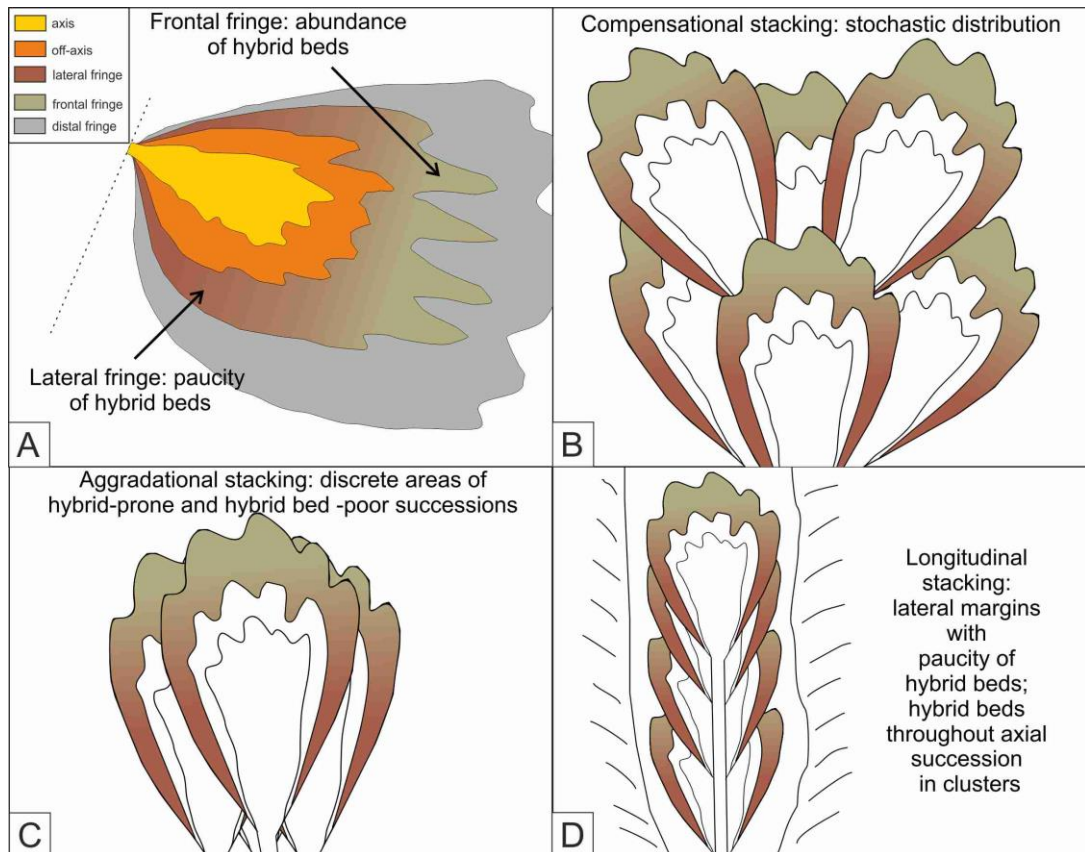 axis
off-axis
lateral fringe
frontal fringe
distal fringe
Frontal fringe: abundance
of hybrid beds
Lateral fringe: paucity
of hybrid beds
A
Compensational stacking: stochastic distribution
B
Aggradational stacking: discrete areas of
hybrid-prone and hybrid bed -poor successions
C
Longitudinal
stacking:
lateral margins
with
paucity of
hybrid beds;
hybrid beds
throughout axial
succession
in clusters
D